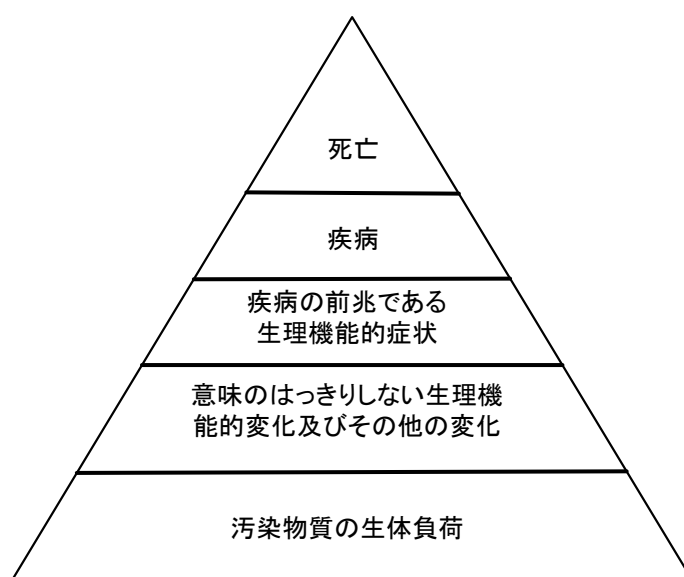 死亡
疾病
疾病の前兆である
生理機能的症状
意味のはっきりしない生理機
能的変化及びその他の変化
汚染物質の生体負荷